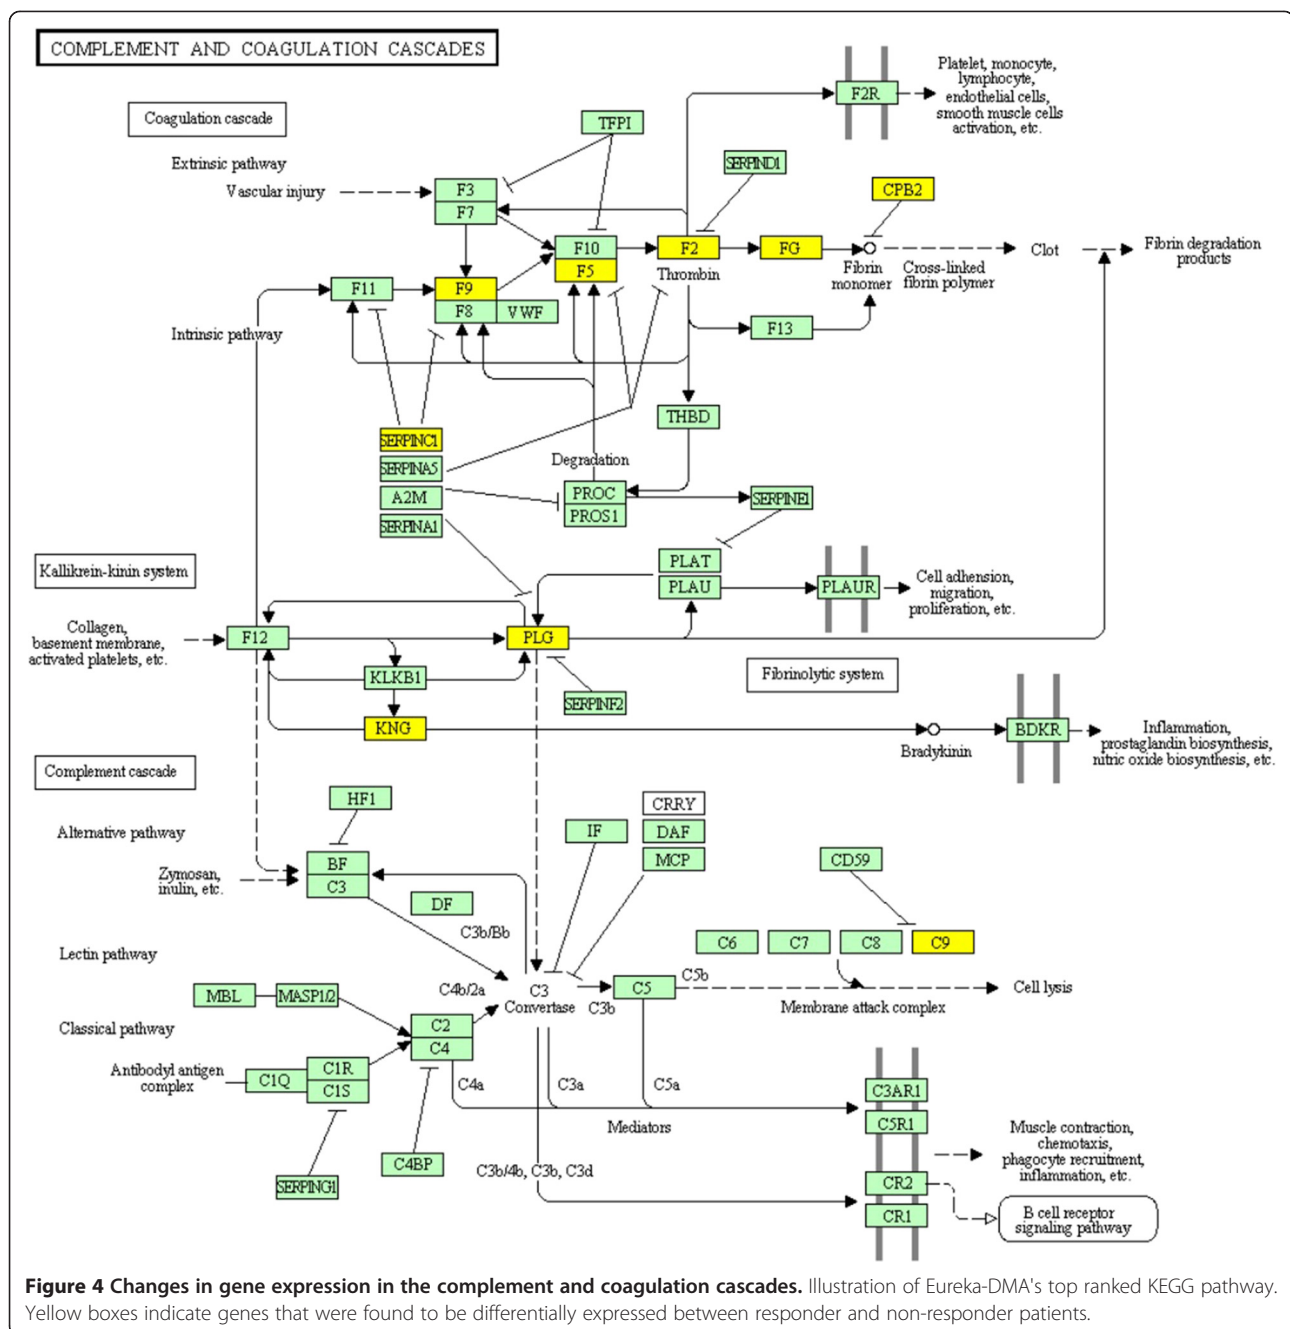 COMPLEMENT AND COAGULATION CASCADES
Platelet, monocyte,
lymphocyte,
endothelial cells,
smooth muscle cells
activation, etc.
F2R
Coagulation cascade
TFPI
Extrinsic pathway
SERPIND1
Vascular injury
F3
F7
CPB2
F10
F5
F2
Thrombin
FG
Fibrin
monomer
Cross-linked
fibrin polymer
Clot
Fibrin degradation
products
F11
F9
F8
VWF
F13
Intrinsic pathway
THBD
SERPINC1
SERPINA5
A2M
SERPINA1
Degradation
PROC
PROS1
SERPINE1
Kallikrein-kinin system
PLAT
PLAU
PLAUR
Cell adhension,
migration,
proliferation, etc.
Collagen,
basement membrane,
activated platelets, etc.
F12
PLG
KLKB1
Fibrinolytic system
SERPINF2
KNG
Bradykinin
BDKR
Inflammation,
prostaglandin biosynthesis,
nitric oxide biosynthesis, etc.
Complement cascade
HF1
CRRY
IF
DAF
MCP
CD59
Alternative pathway
Zymosan,
inulin, etc.
BF
C3
DF
C3b/Bb
Lectin pathway
C6
C7
C8
C9
C4b/2a
C3
Convertase
C3b
C5
C5b
Membrane attack complex
Cell lysis
MBL
MASP1/2
Classical pathway
C2
C4
Antibodyl antigen
complex
C1Q
C1R
C1S
C4a
C3a
C5a
Mediators
C3AR1
C5R1
Muscle contraction,
chemotaxis,
phagocyte recruitment,
inflammation, etc.
SERPING1
C4BP
C3b/4b, C3b, C3d
CR2
CR1
B cell receptor
signaling pathway
Figure 4 Changes in gene expression in the complement and coagulation cascades. Illustration of Eureka-DMA's top ranked KEGG pathway.
Yellow boxes indicate genes that were found to be differentially expressed between responder and non-responder patients.